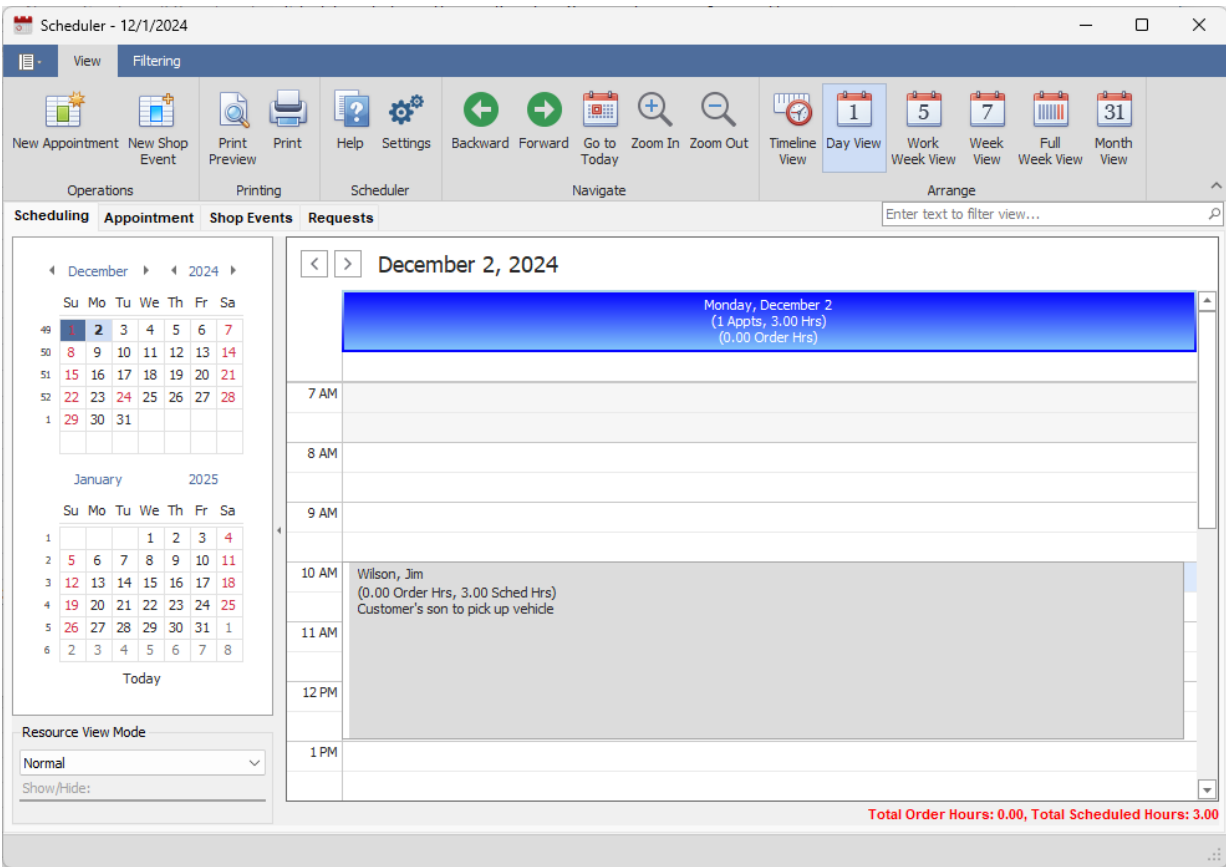 Scheduler - 12/1/2024
View Filtering
New Appointment
New Shop
Event
Print
Preview
Print
Help
Settings
Backward
Forward
Go to
Today
Zoom In
Zoom Out
Timeline
View
Day View
Work
Week View
Week
View
Full
Week View
Month
View
1
5
7
31
Operations
Printing
Scheduler
Navigate
Arrange
Scheduling Appointment Shop Events Requests
Enter text to filter view...
December 2024
Su Mo Tu We Th Fr Sa
49 1 2 3 4 5 6 7
50 8 9 10 11 12 13 14
51 15 16 17 18 19 20 21
52 22 23 24 25 26 27 28
1 29 30 31
January 2025
Su Mo Tu We Th Fr Sa
1 1 2 3 4
2 5 6 7 8 9 10 11
3 12 13 14 15 16 17 18
4 19 20 21 22 23 24 25
5 26 27 28 29 30 31 1
6 2 3 4 5 6 7 8
Today
Resource View Mode
Normal
Show/Hide:
December 2, 2024
Monday, December 2
(1 Appts, 3.00 Hrs)
(0.00 Order Hrs)
7 AM
8 AM
9 AM
10 AM
Wilson, Jim
(0.00 Order Hrs, 3.00 Sched Hrs)
Customer's son to pick up vehicle
11 AM
12 PM
1 PM
Total Order Hours: 0.00, Total Scheduled Hours: 3.00